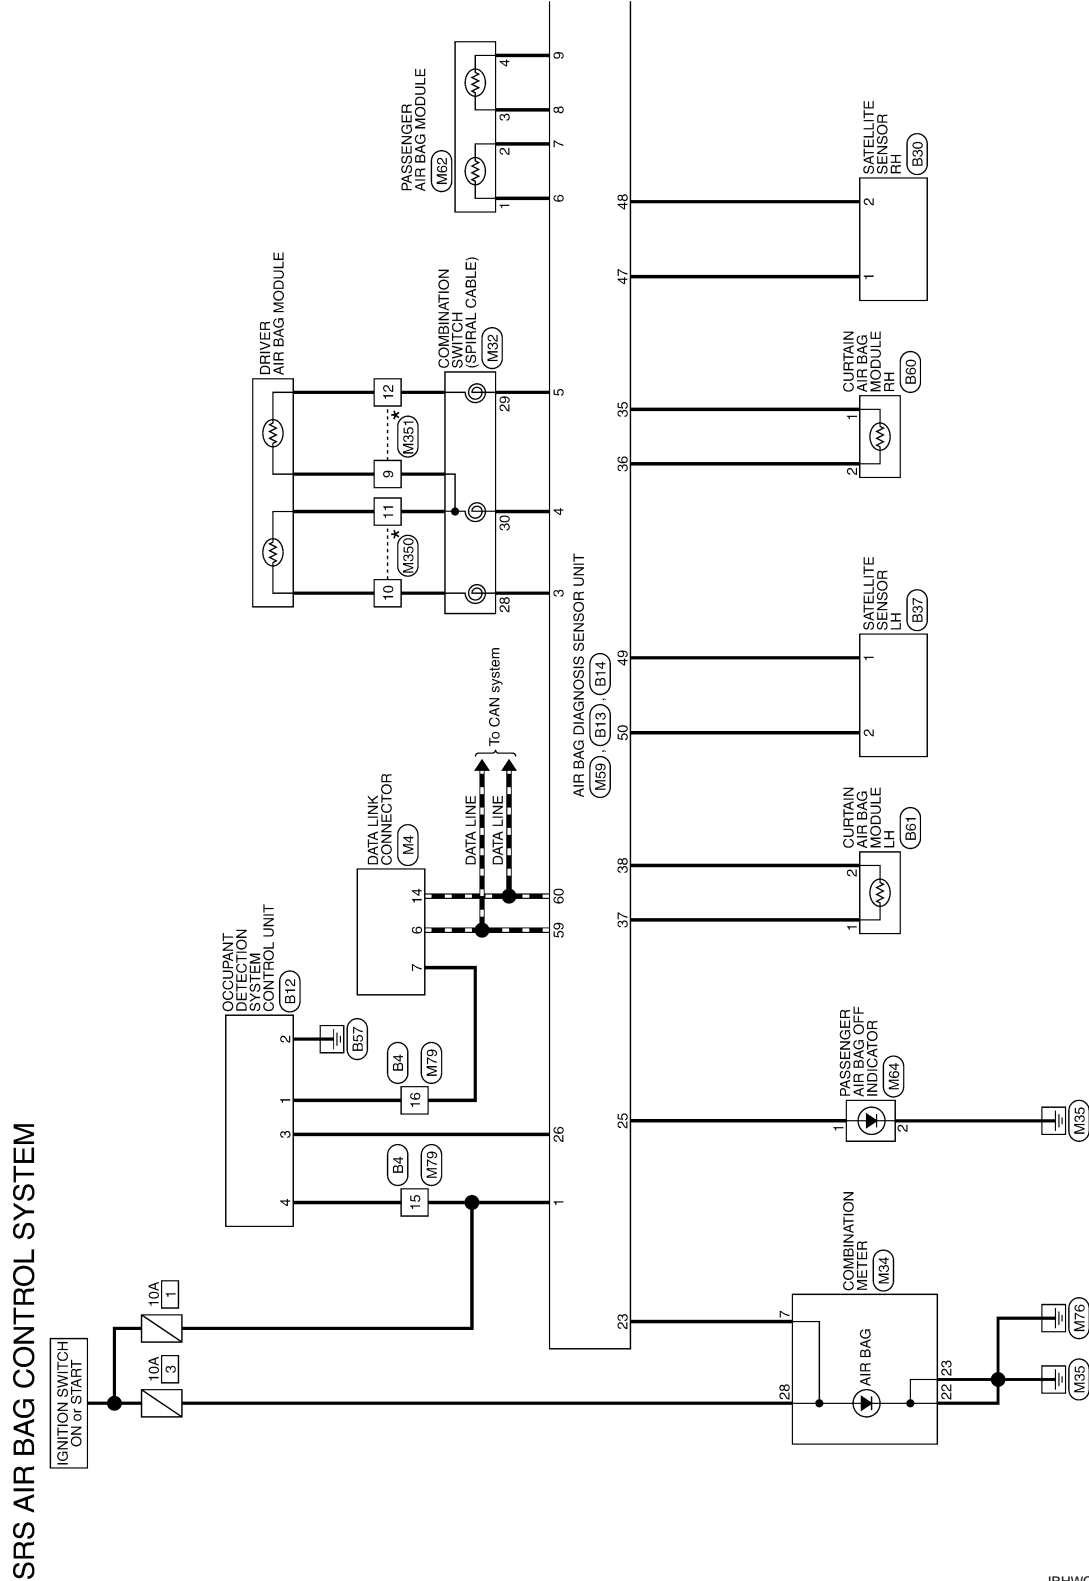 SRS AIR BAG CONTROL SYSTEM
IGNITION SWITCH
ON or START
10A
3
10A
1
OCCUPANT
DETECTION
SYSTEM
CONTROL UNIT
B12
4
3
1
2
B57
15
B4
M79
16
B4
M79
DATA LINK
CONNECTOR
M4
7
6
14
DATA LINE
DATA LINE
To CAN system
DRIVER
AIR BAG MODULE
10
11
9
12
*
M350
*
M351
COMBINATION
SWITCH
(SPIRAL CABLE)
M32
28
30
29
PASSENGER
AIR BAG MODULE
M62
1
2
3
4
1
26
59
60
3
4
5
6
7
8
9
AIR BAG DIAGNOSIS SENSOR UNIT
M59 , B13 , B14
23
25
37
38
50
49
36
35
47
48
COMBINATION
METER
M34
28
7
AIR BAG
22
23
M35
M76
PASSENGER
AIR BAG OFF
INDICATOR
M64
1
2
M35
CURTAIN
AIR BAG
MODULE
LH
B61
1
2
SATELLITE
SENSOR
LH
B37
2
1
CURTAIN
AIR BAG
MODULE
RH
B60
2
1
SATELLITE
SENSOR
RH
B30
1
2